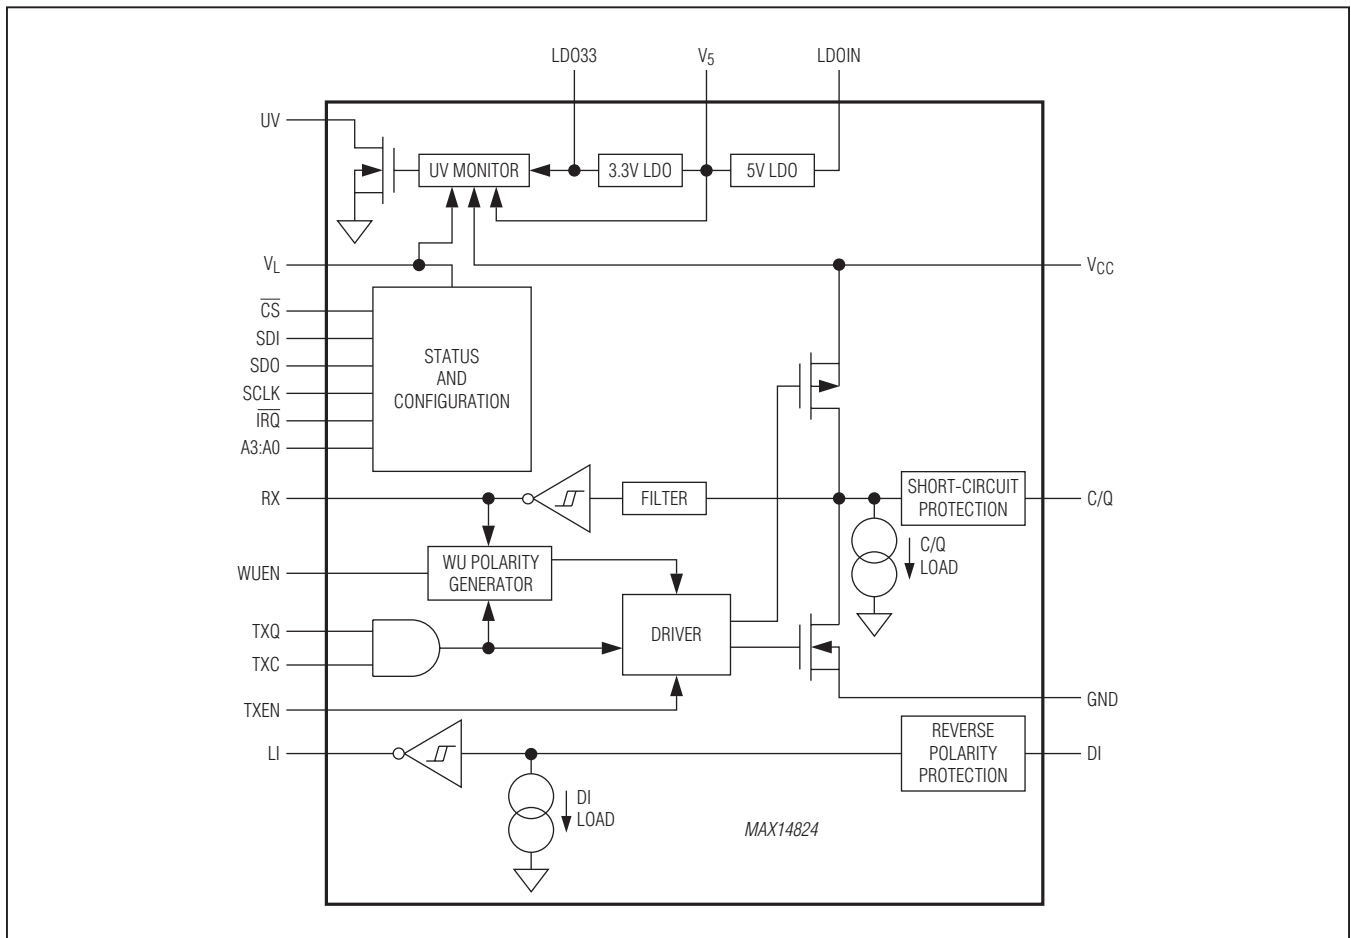 LDO33
V5
LDOIN
UV
UV MONITOR
3.3V LDO
5V LDO
VL
VCC
CS
SDI
SDO
SCLK
IRQ
A3:A0
STATUS
AND
CONFIGURATION
RX
FILTER
SHORT-CIRCUIT
PROTECTION
C/Q
C/Q
LOAD
WUEN
WU POLARITY
GENERATOR
TXQ
TXC
DRIVER
TXEN
GND
LI
REVERSE
POLARITY
PROTECTION
DI
DI
LOAD
MAX14824